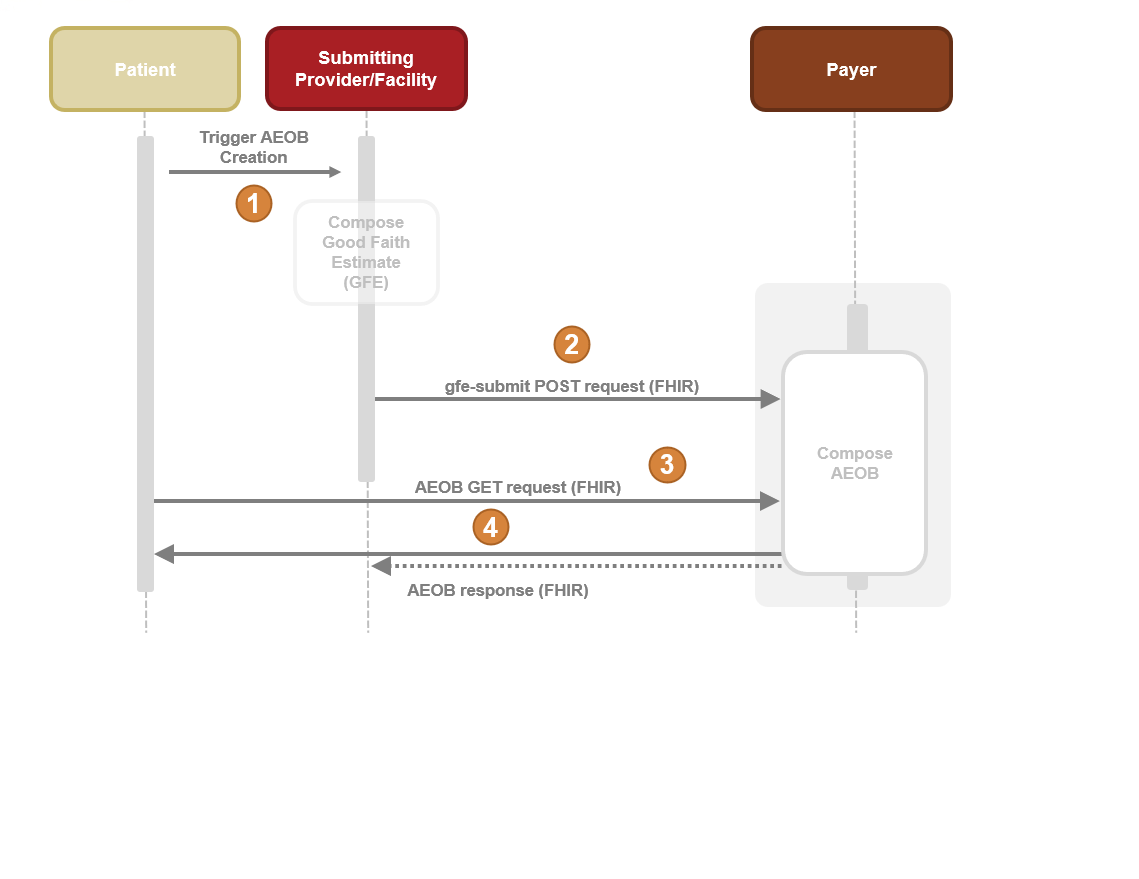 Patient
Submitting
Provider/Facility
Payer
Trigger AEOB
Creation
1
Compose
Good Faith
Estimate
(GFE)
2
gfe-submit POST request (FHIR)
3
AEOB GET request (FHIR)
Compose
AEOB
4
AEOB response (FHIR)